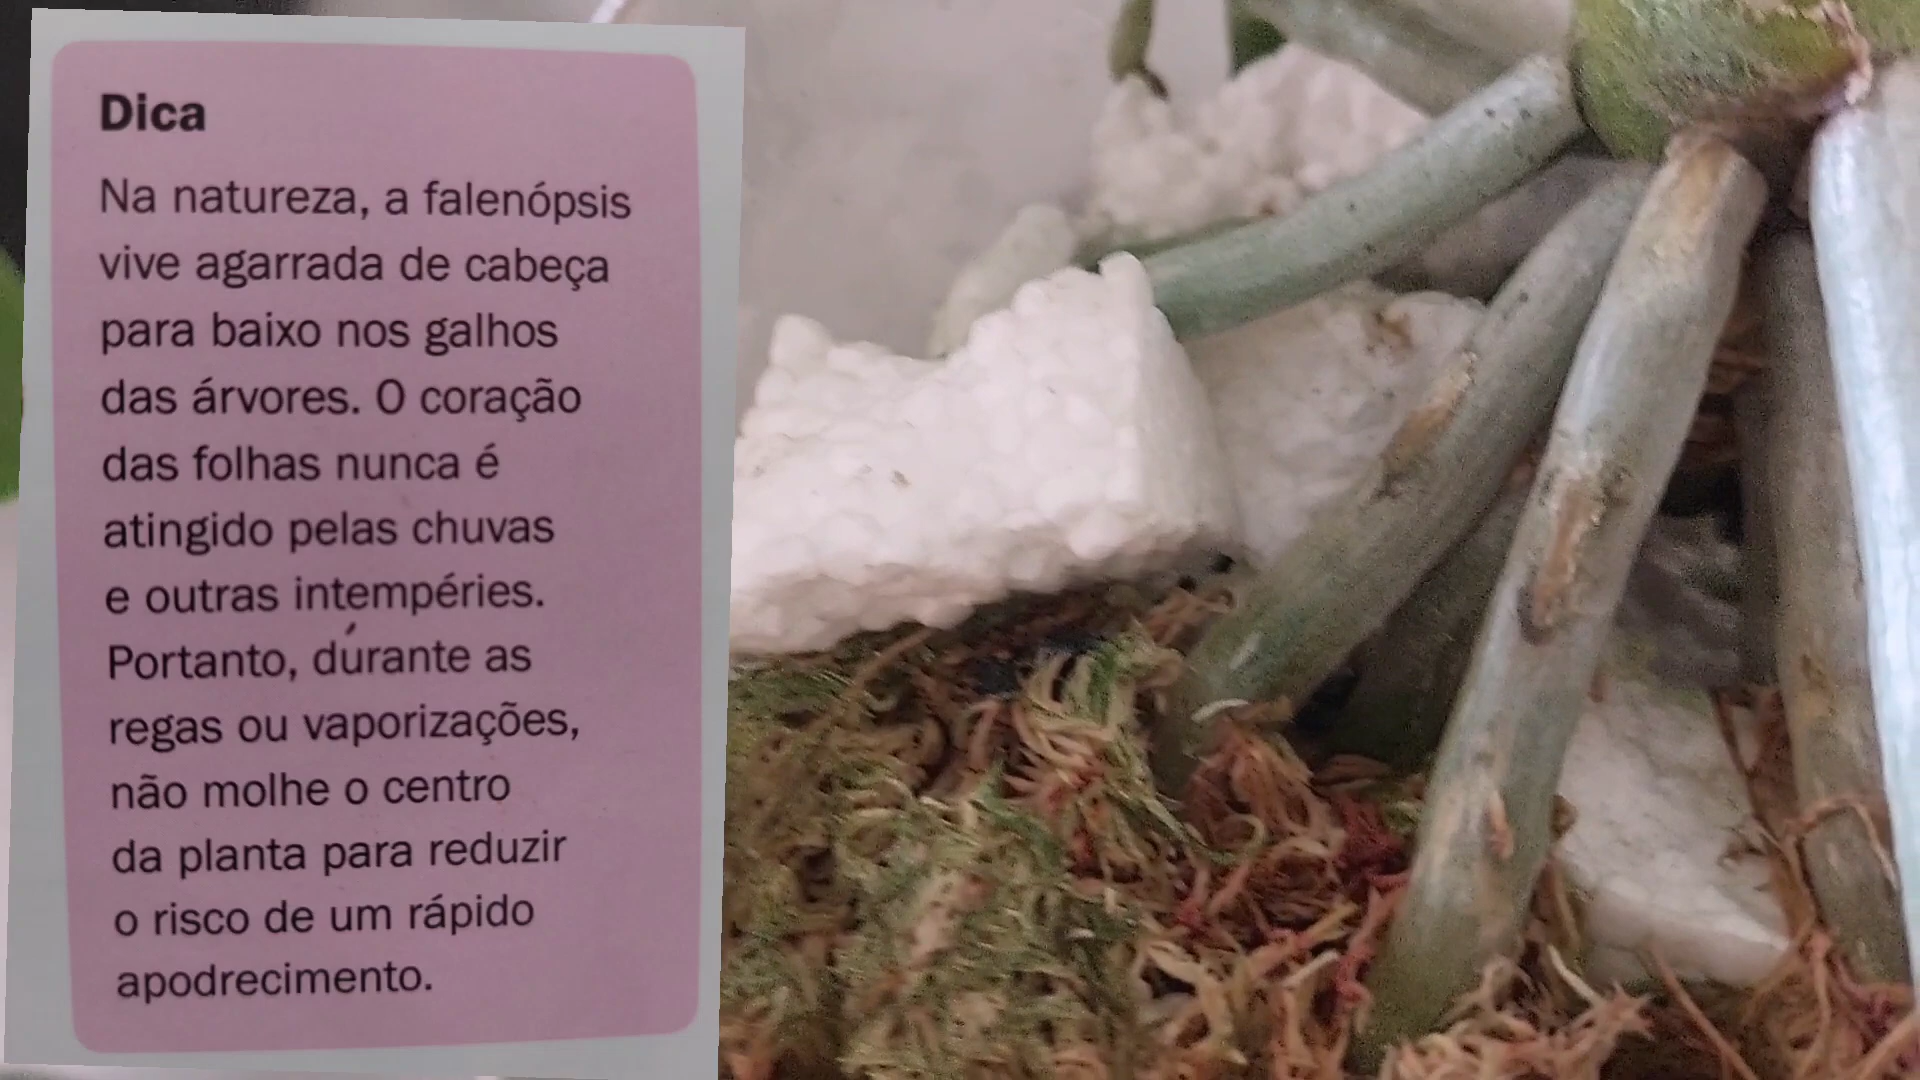 Dica
Na natureza, a falenópsis
vive agarrada de cabeça
para baixo nos galhos
das árvores. O coração
das folhas nunca é
atingido pelas chuvas
e outras intempéries.
Portanto, durante as
regas ou vaporizações,
não molhe o centro
da planta para reduzir
o risco de um rápido
apodrecimento.